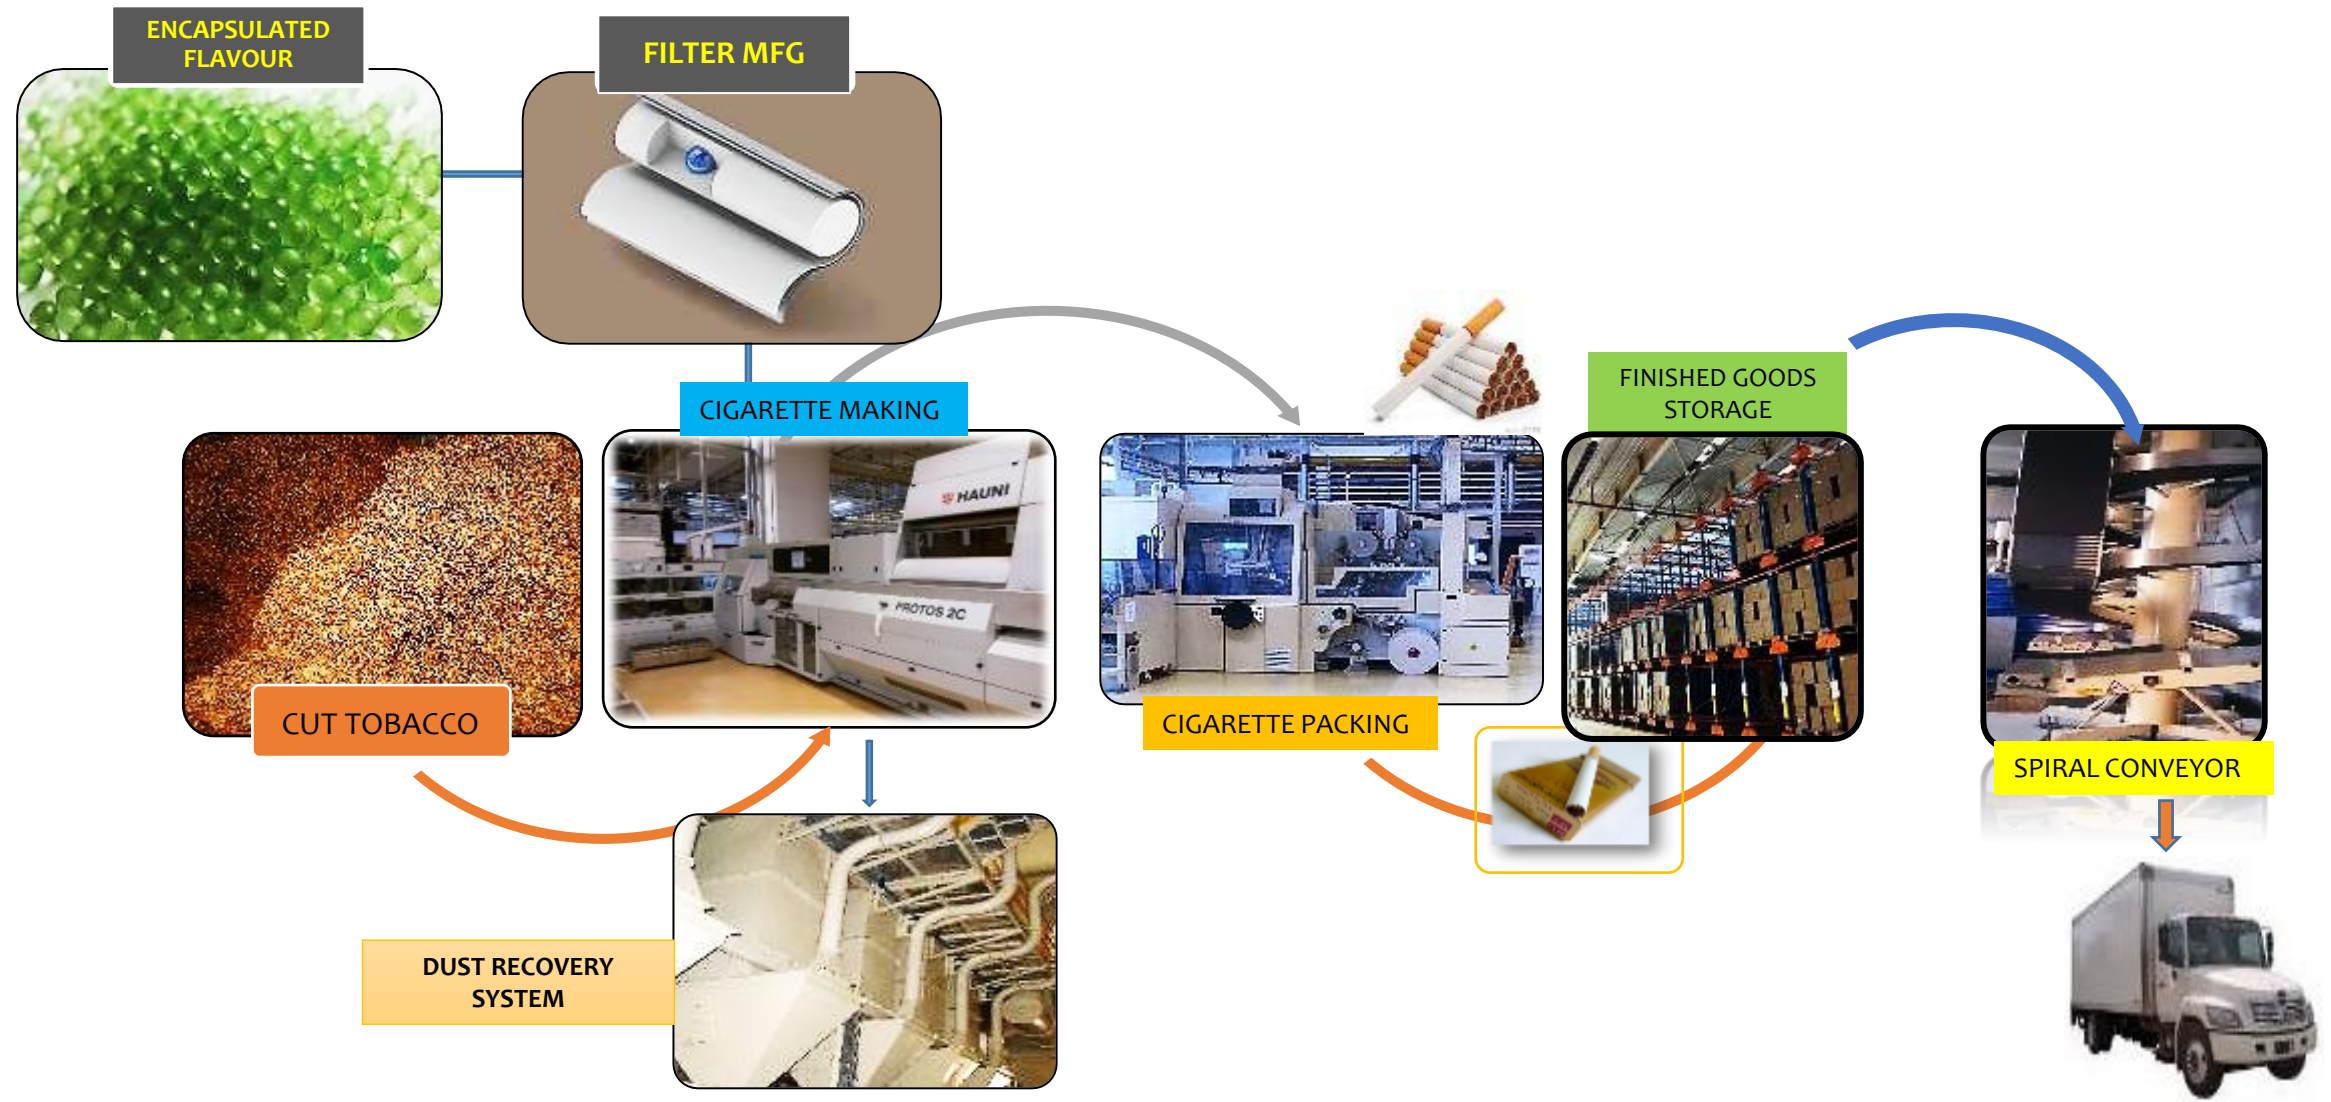 ENCAPSULATED
FLAVOUR
FILTER MFG
CIGARETTE MAKING
FINISHED GOODS
STORAGE
HAUNI
PROTOS 2C
CUT TOBACCO
CIGARETTE PACKING
SPIRAL CONVEYOR
DUST RECOVERY
SYSTEM